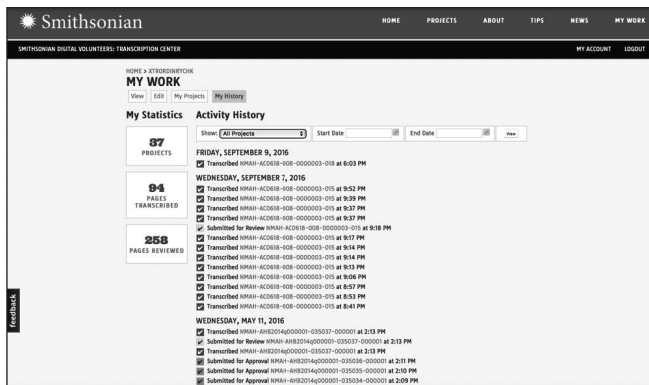 Smithsonian
HOME PROJECTS ABOUT TIPS NEWS MY WORK
SMITHSONIAN DIGITAL VOLUNTEERS: TRANSCRIPTION CENTER MY ACCOUNT LOGOUT
HOME > XTRORDINRYCHK
MY WORK
View Edit My Projects My History
My Statistics
37
PROJECTS
94
PAGES
TRANSCRIBED
258
PAGES REVIEWED
Activity History
Show: All Projects Start Date End Date View
FRIDAY, SEPTEMBER 9, 2016
Transcribed NMAH-AC0618-008-0000003-018 at 6:03 PM
WEDNESDAY, SEPTEMBER 7, 2016
Transcribed NMAH-AC0618-008-0000003-015 at 9:52 PM
Transcribed NMAH-AC0618-008-0000003-015 at 9:39 PM
Transcribed NMAH-AC0618-008-0000003-015 at 9:37 PM
Transcribed NMAH-AC0618-008-0000003-015 at 9:37 PM
Submitted for Review NMAH-AC0618-008-0000003-015 at 9:18 PM
Transcribed NMAH-AC0618-008-0000003-015 at 9:17 PM
Transcribed NMAH-AC0618-008-0000003-015 at 9:14 PM
Transcribed NMAH-AC0618-008-0000003-015 at 9:14 PM
Transcribed NMAH-AC0618-008-0000003-015 at 9:13 PM
Transcribed NMAH-AC0618-008-0000003-015 at 9:06 PM
Transcribed NMAH-AC0618-008-0000003-015 at 8:57 PM
Transcribed NMAH-AC0618-008-0000003-015 at 8:53 PM
Transcribed NMAH-AC0618-008-0000003-015 at 8:41 PM
WEDNESDAY, MAY 11, 2016
Transcribed NMAH-AHB2014q000001-035037-000001 at 2:13 PM
Submitted for Review NMAH-AHB2014q000001-035037-000001 at 2:13 PM
Transcribed NMAH-AHB2014q000001-035037-000001 at 2:13 PM
Submitted for Approval NMAH-AHB2014q000001-035036-000001 at 2:11 PM
Submitted for Approval NMAH-AHB2014q000001-035035-000001 at 2:10 PM
Submitted for Approval NMAH-AHB2014q000001-035034-000001 at 2:09 PM
feedback